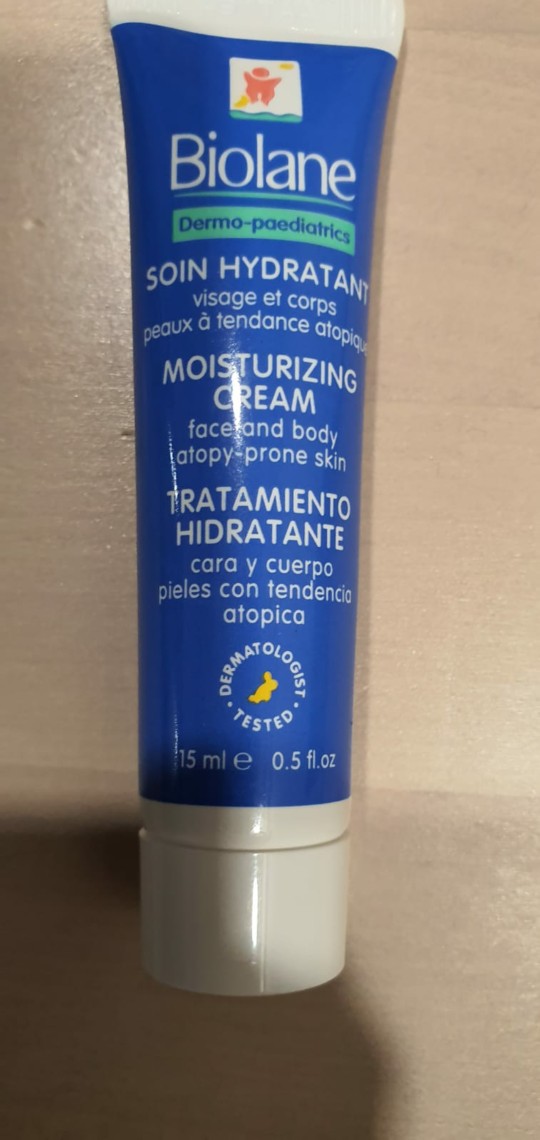 Biolane
Dermo-paediatrics
SOIN HYDRATANT
visage et corps
peaux à tendance atopique
MOISTURIZING
CREAM
face and body
atopy-prone skin
TRATAMIENTO
HIDRATANTE
cara y cuerpo
pieles con tendencia
atopica
DERMATOLOGIST
• TESTED •
15 ml e 0.5 fl.oz